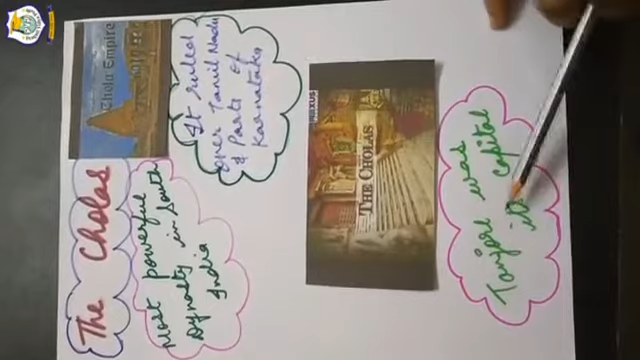 The Cholas
Most powerful
Dynasty in South
India
Chola Empire
It ruled
over Tamil Nadu
& Parts of
Karnataka
THE CHOLAS
Tanjore was
its capital